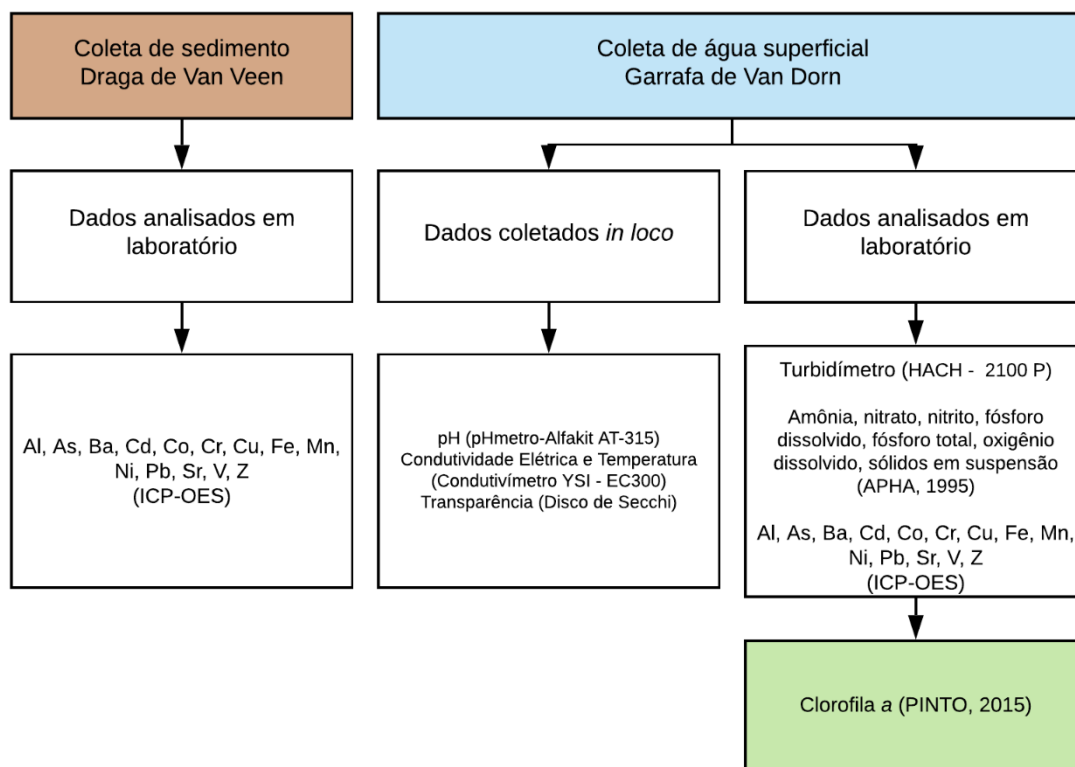 Coleta de sedimento
Draga de Van Veen
Coleta de água superficial
Garrafa de Van Dorn
Dados analisados em
laboratório
Dados coletados in loco
Dados analisados em
laboratório
Al, As, Ba, Cd, Co, Cr, Cu, Fe, Mn,
Ni, Pb, Sr, V, Z
(ICP-OES)
pH (pHmetro-Alfakit AT-315)
Condutividade Elétrica e Temperatura
(Condutivímetro YSI - EC300)
Transparência (Disco de Secchi)
Turbidímetro (HACH - 2100 P)
Amônia, nitrato, nitrito, fósforo
dissolvido, fósforo total, oxigênio
dissolvido, sólidos em suspensão
(APHA, 1995)
Al, As, Ba, Cd, Co, Cr, Cu, Fe, Mn,
Ni, Pb, Sr, V, Z
(ICP-OES)
Clorofila a (PINTO, 2015)